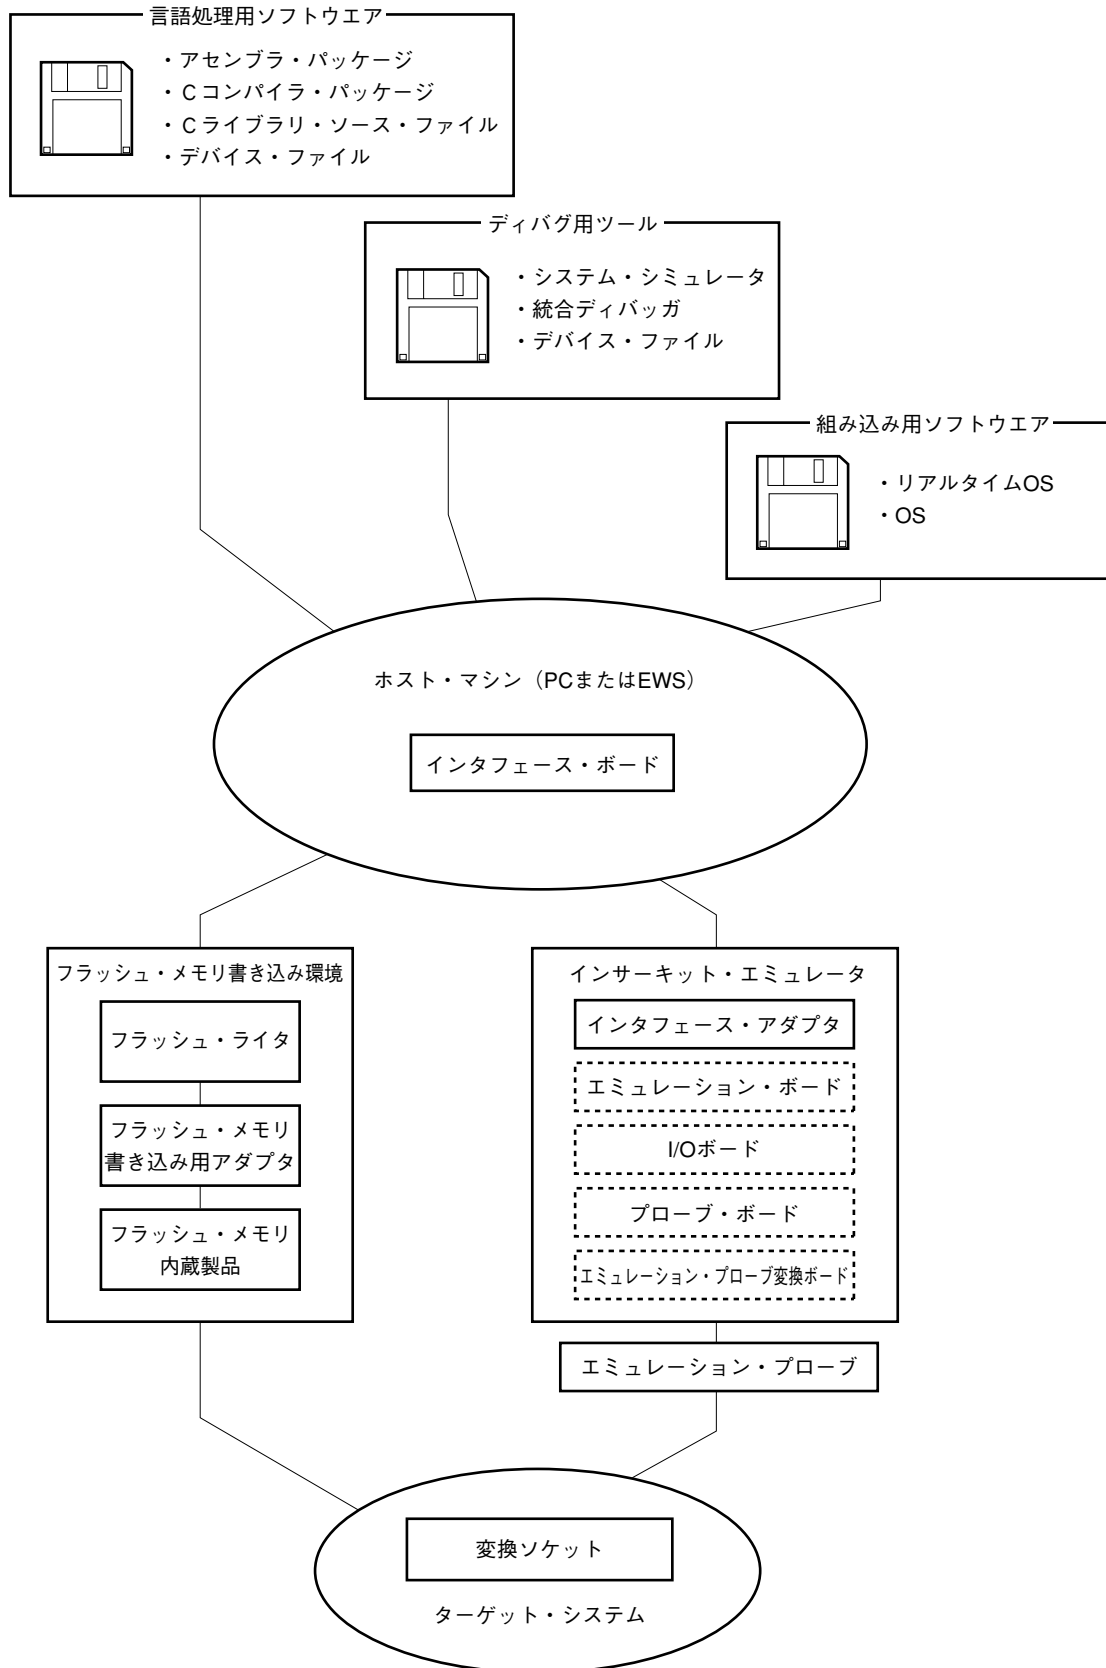 言語処理用ソフトウエア
・アセンブラ・パッケージ
・Cコンパイラ・パッケージ
・Cライブラリ・ソース・ファイル
・デバイス・ファイル
ディバグ用ツール
・システム・シミュレータ
・統合ディバッガ
・デバイス・ファイル
組み込み用ソフトウエア
・リアルタイムOS
・OS
ホスト・マシン（PCまたはEWS）
インタフェース・ボード
フラッシュ・メモリ書き込み環境
フラッシュ・ライタ
フラッシュ・メモリ
書き込み用アダプタ
フラッシュ・メモリ
内蔵製品
インサーキット・エミュレータ
インタフェース・アダプタ
エミュレーション・ボード
I/Oボード
プローブ・ボード
エミュレーション・プローブ変換ボード
エミュレーション・プローブ
変換ソケット
ターゲット・システム